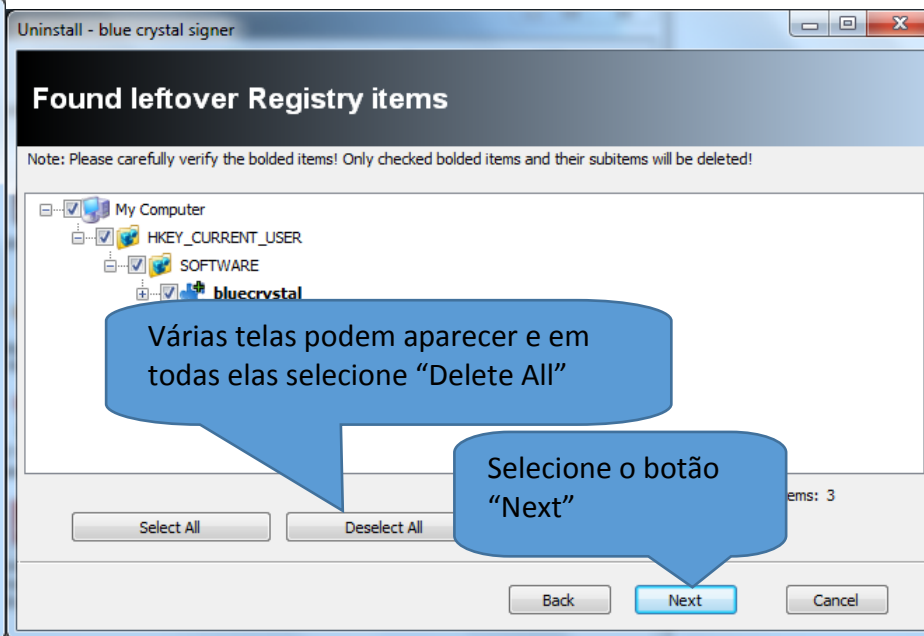 Uninstall - blue crystal signer
Found leftover Registry items
Note: Please carefully verify the bolded items! Only checked bolded items and their subitems will be deleted!
My Computer
HKEY_CURRENT_USER
SOFTWARE
bluecrystal
Várias telas podem aparecer e em
todas elas selecione “Delete All”
Selecione o botão
“Next”
ems: 3
Select All
Deselect All
Back
Next
Cancel